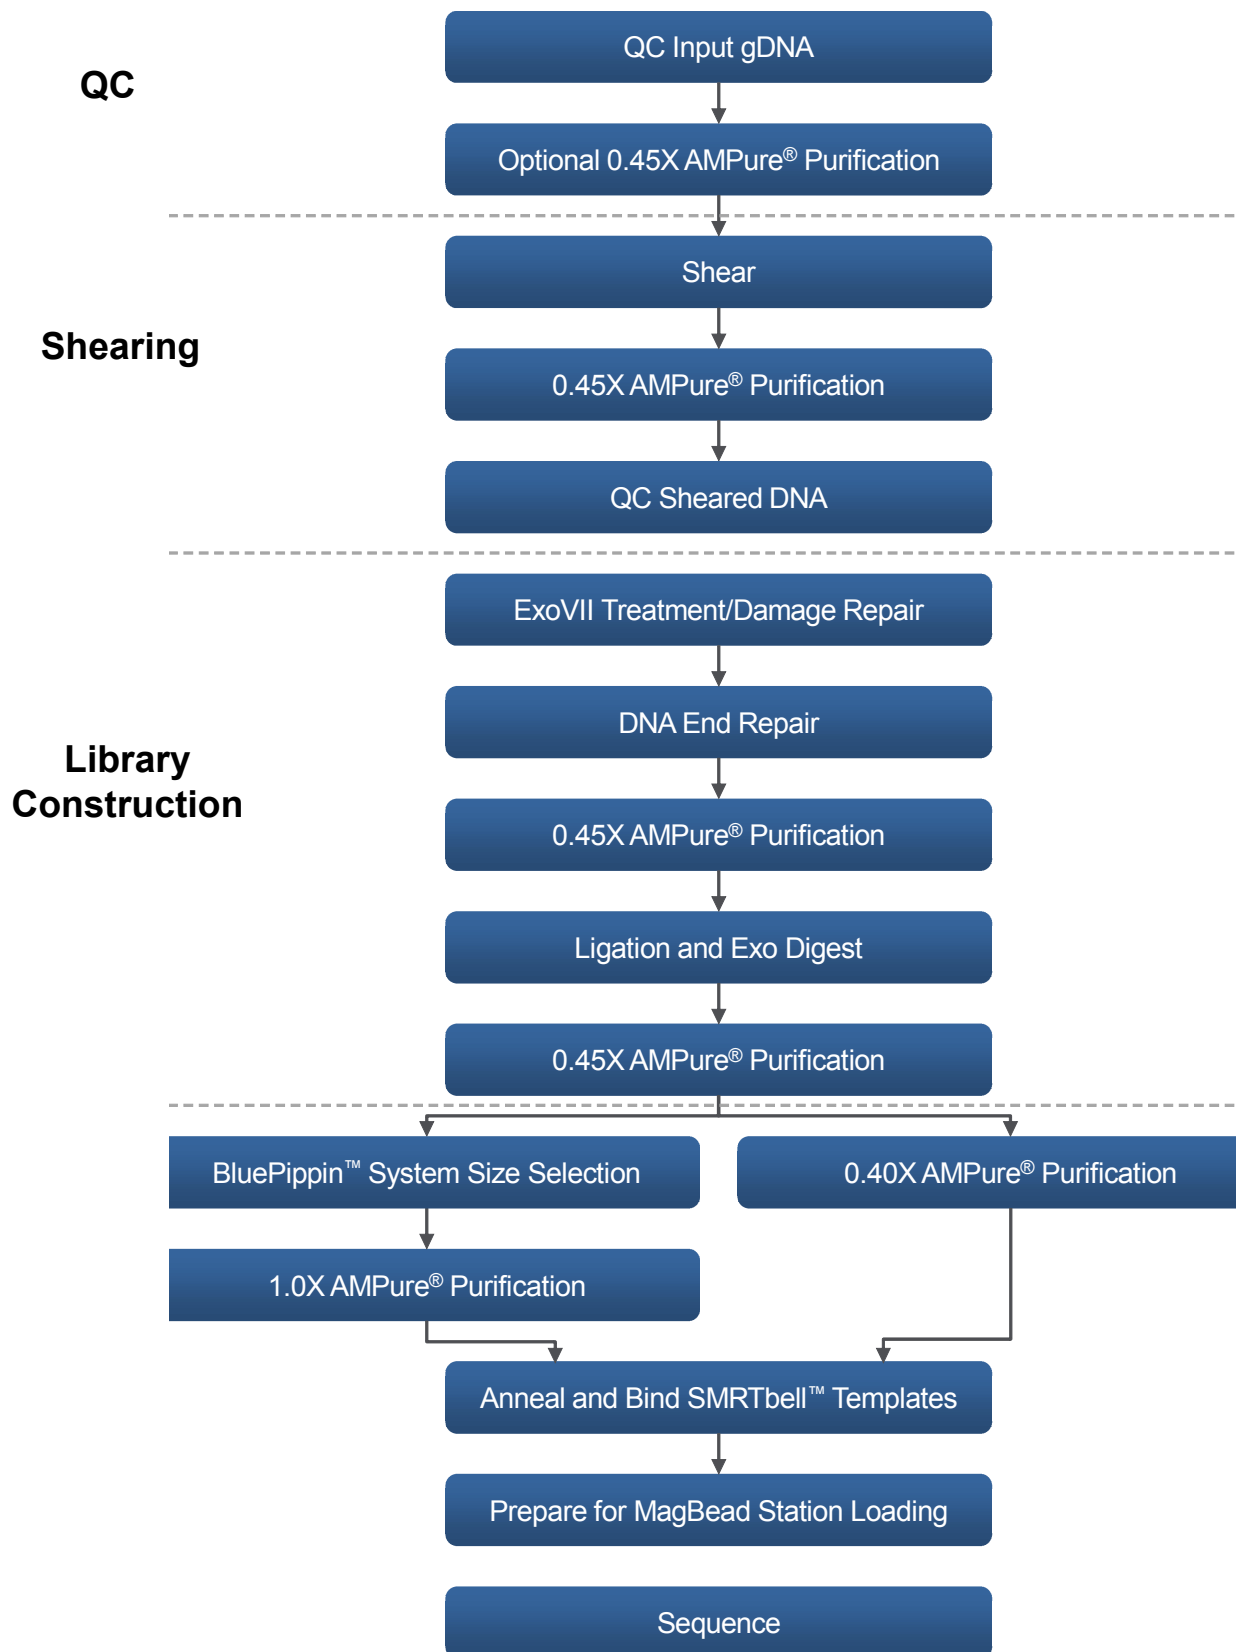 QC
QC Input gDNA
Optional 0.45X AMPure® Purification
Shearing
Shear
0.45X AMPure® Purification
QC Sheared DNA
Library
Construction
ExoVII Treatment/Damage Repair
DNA End Repair
0.45X AMPure® Purification
Ligation and Exo Digest
0.45X AMPure® Purification
BluePippin™ System Size Selection
0.40X AMPure® Purification
1.0X AMPure® Purification
Anneal and Bind SMRTbell™ Templates
Prepare for MagBead Station Loading
Sequence